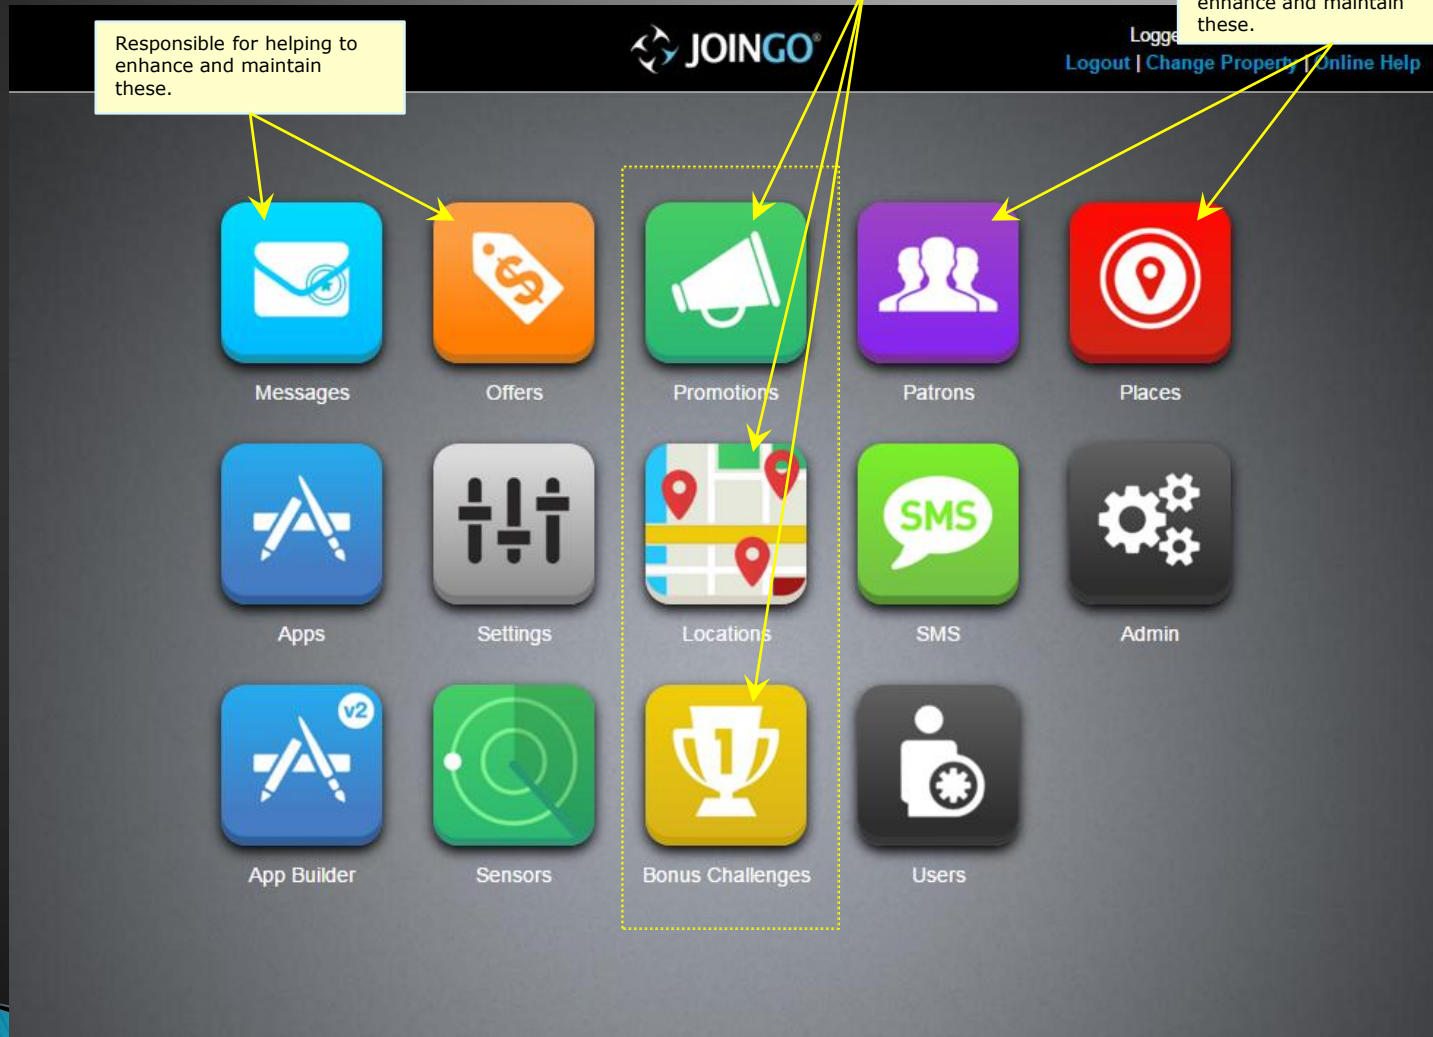 enhance and maintain
these.
Responsible for helping to
enhance and maintain
these.
JOINGO®
Logout | Change Property | Online Help
Messages
Offers
$
Promotions
Patrons
Places
Apps
Settings
Locations
SMS
SMS
Admin
v2
App Builder
Sensors
1
Bonus Challenges
Users